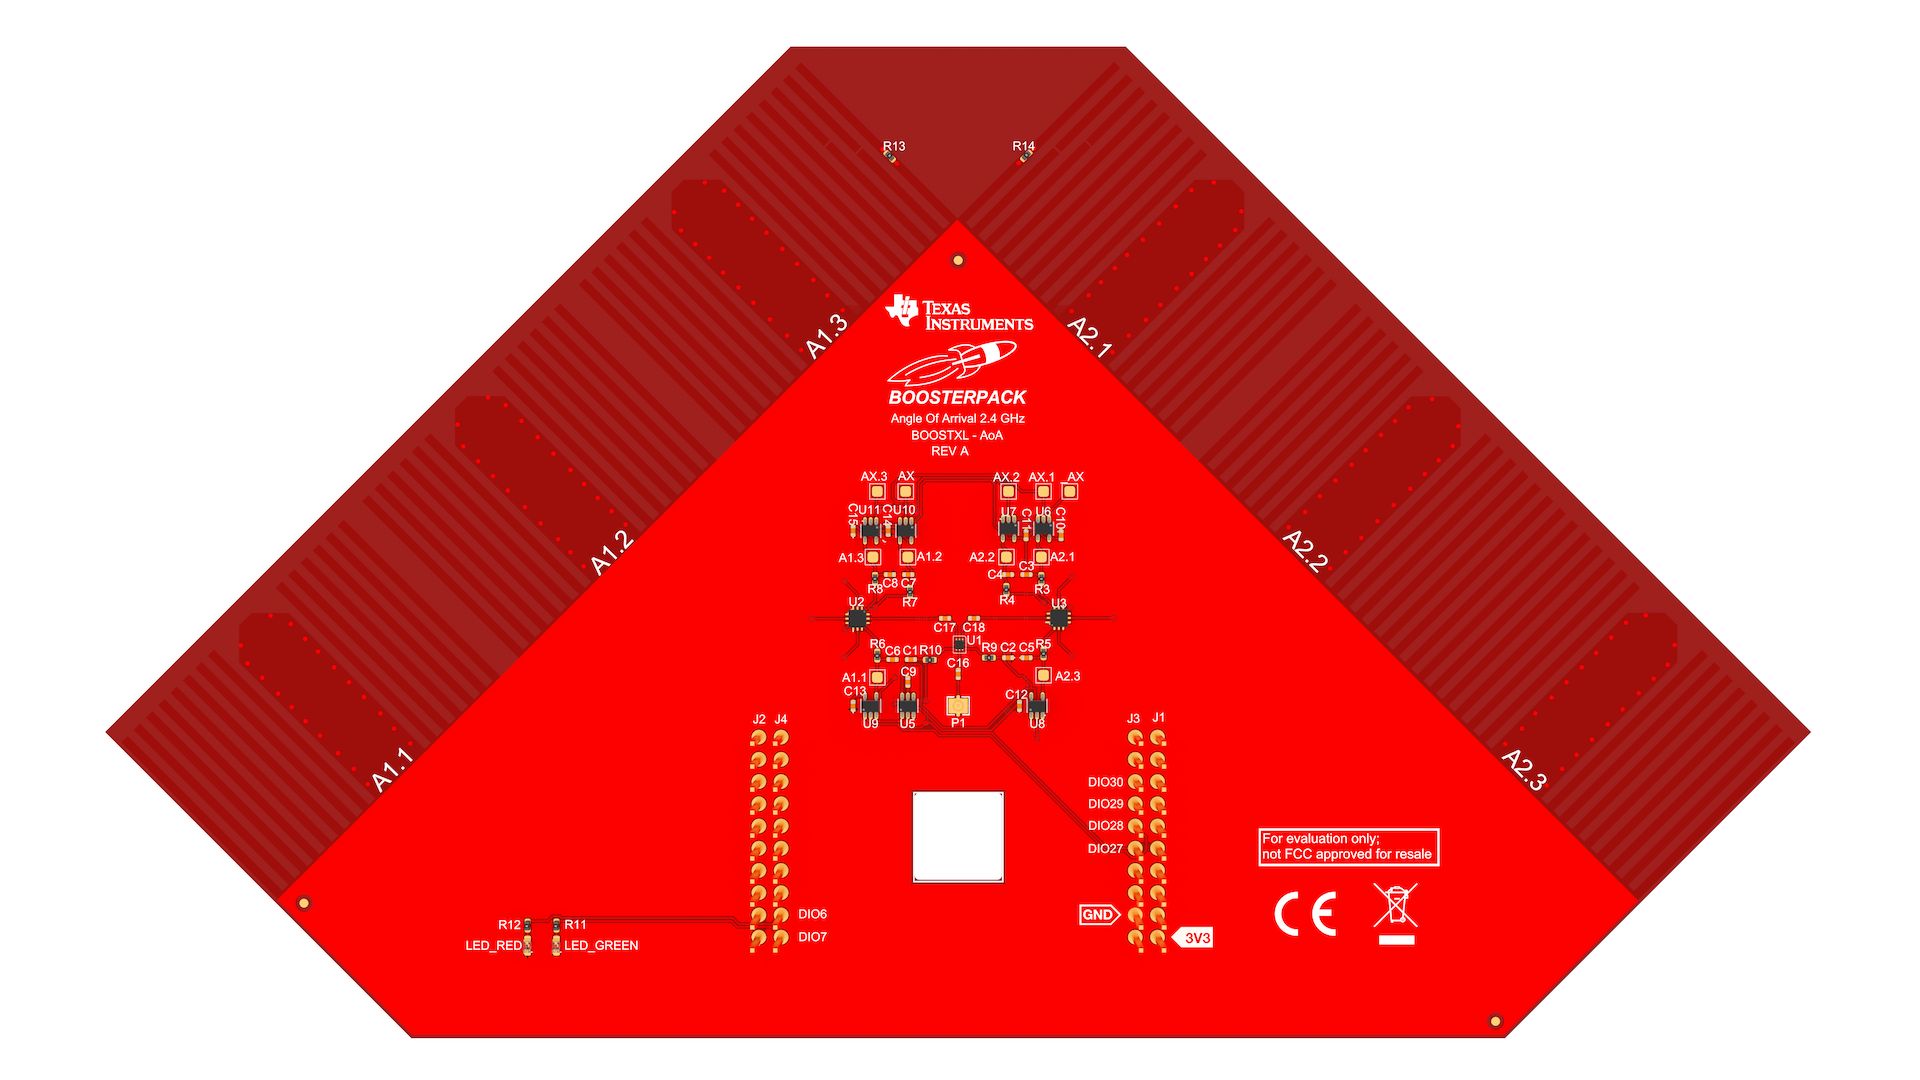 R13
R14
TEXAS
INSTRUMENTS
A1.3
A2.1
BOOSTERPACK
Angle Of Arrival 2.4 GHz
BOOSTXL - AoA
REV A
AX.3
AX
AX.2
AX.1
AX
C15
U11
C14
U10
U7
C11
U6
C10
A1.2
A2.2
A1.3
A1.2
A2.2
A2.1
C8
C7
C4
C3
R8
R7
R4
R3
U2
U3
C17
C18
U1
R6
C6
C1
R10
R9
C2
C5
R5
C16
C9
A1.1
A2.3
C13
C12
U9
U5
P1
U8
A1.1
A2.3
J2
J4
J3
J1
DIO30
DIO29
DIO28
DIO27
For evaluation only;
not FCC approved for resale
CE
DIO6
GND
R12
R11
DIO7
3V3
LED_RED
LED_GREEN